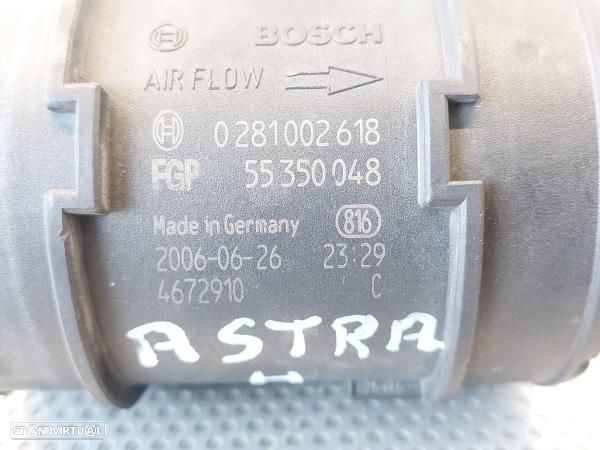 BOSCH
AIR FLOW
0 281 002 618
FGP 55 350 048
Made in Germany 816
2006-06-26 23:29
4672910 C
ASTRA
H
STANDVIRTUAL